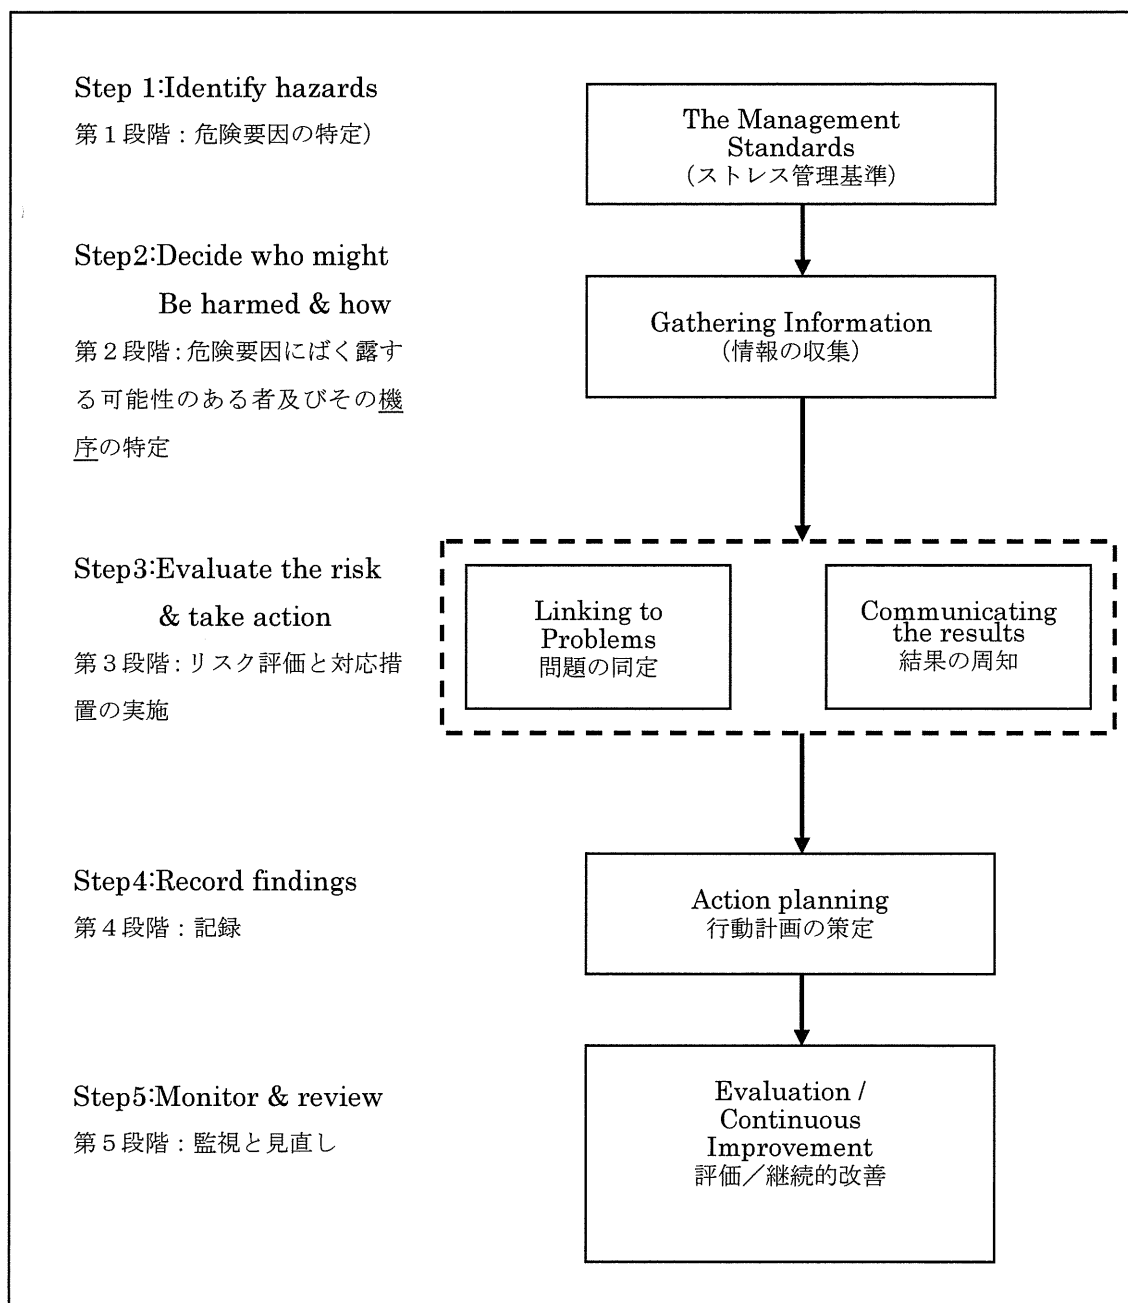 Step 1:Identify hazards
第１段階：危険要因の特定）
The Management
Standards
（ストレス管理基準）
Step2:Decide who might
Be harmed & how
第２段階：危険要因にばく露す
る可能性のある者及びその機
序の特定
Gathering Information
（情報の収集）
Step3:Evaluate the risk
& take action
第３段階：リスク評価と対応措
置の実施
Linking to
Problems
問題の同定
Communicating
the results
結果の周知
Step4:Record findings
第４段階：記録
Action planning
行動計画の策定
Step5:Monitor & review
第５段階：監視と見直し
Evaluation /
Continuous
Improvement
評価／継続的改善